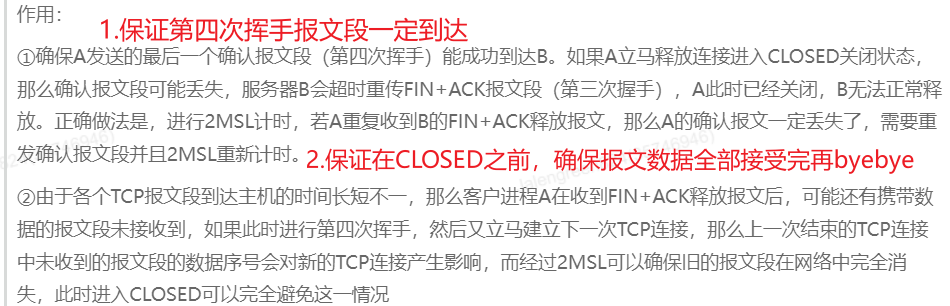 作用：
1.保证第四次挥手报文段一定到达
①确保A发送的最后一个确认报文段（第四次挥手）能成功到达B。如果A立马释放连接进入CLOSED关闭状态，
那么确认报文段可能丢失，服务器B会超时重传FIN+ACK报文段（第三次握手），A此时已经关闭，B无法正常释
放。正确做法是，进行2MSL计时，若A重复收到B的FIN+ACK释放报文，那么A的确认报文一定丢失了，需要重
发确认报文段并且2MSL重新计时。
2.保证在CLOSED之前，确保报文数据全部接受完再byebye
②由于各个TCP报文段到达主机的时间长短不一，那么客户进程A在收到FIN+ACK释放报文后，可能还有携带数
据的报文段未接收到，如果此时进行第四次挥手，然后又立马建立下一次TCP连接，那么上一次结束的TCP连接
中未收到的报文段的数据序号会对新的TCP连接产生影响，而经过2MSL可以确保旧的报文段在网络中完全消
失，此时进入CLOSED可以完全避免这一情况